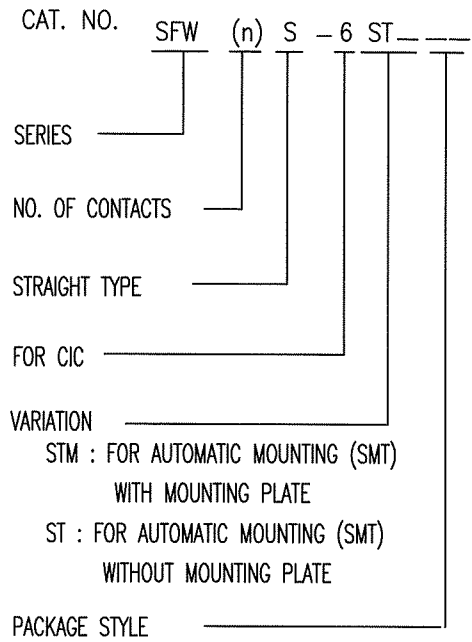 CAT. NO. SFW (n) S - 6 ST_ _ _
SERIES
NO. OF CONTACTS
STRAIGHT TYPE
FOR CIC
VARIATION
STM : FOR AUTOMATIC MOUNTING (SMT)
WITH MOUNTING PLATE
ST : FOR AUTOMATIC MOUNTING (SMT)
WITHOUT MOUNTING PLATE
PACKAGE STYLE